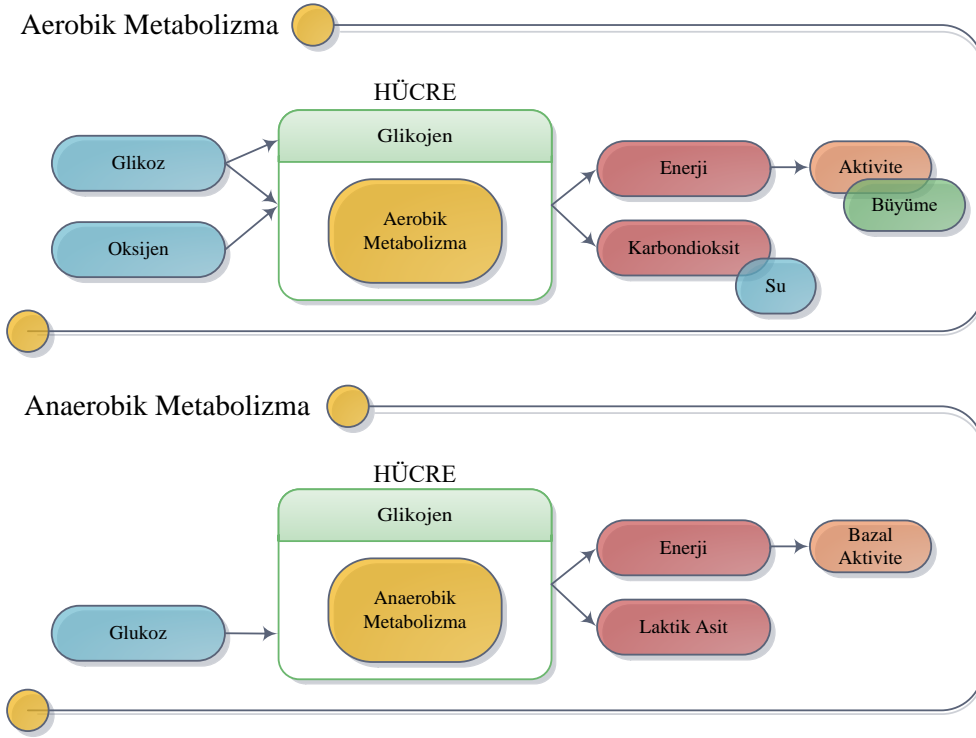 Aerobik Metabolizma
HÜCRE
Glikojen
Glikoz
Oksijen
Aerobik
Metabolizma
Enerji
Aktivite
Büyüme
Karbondioksit
Su
Anaerobik Metabolizma
HÜCRE
Glikojen
Glukoz
Anaerobik
Metabolizma
Enerji
Bazal
Aktivite
Laktik Asit